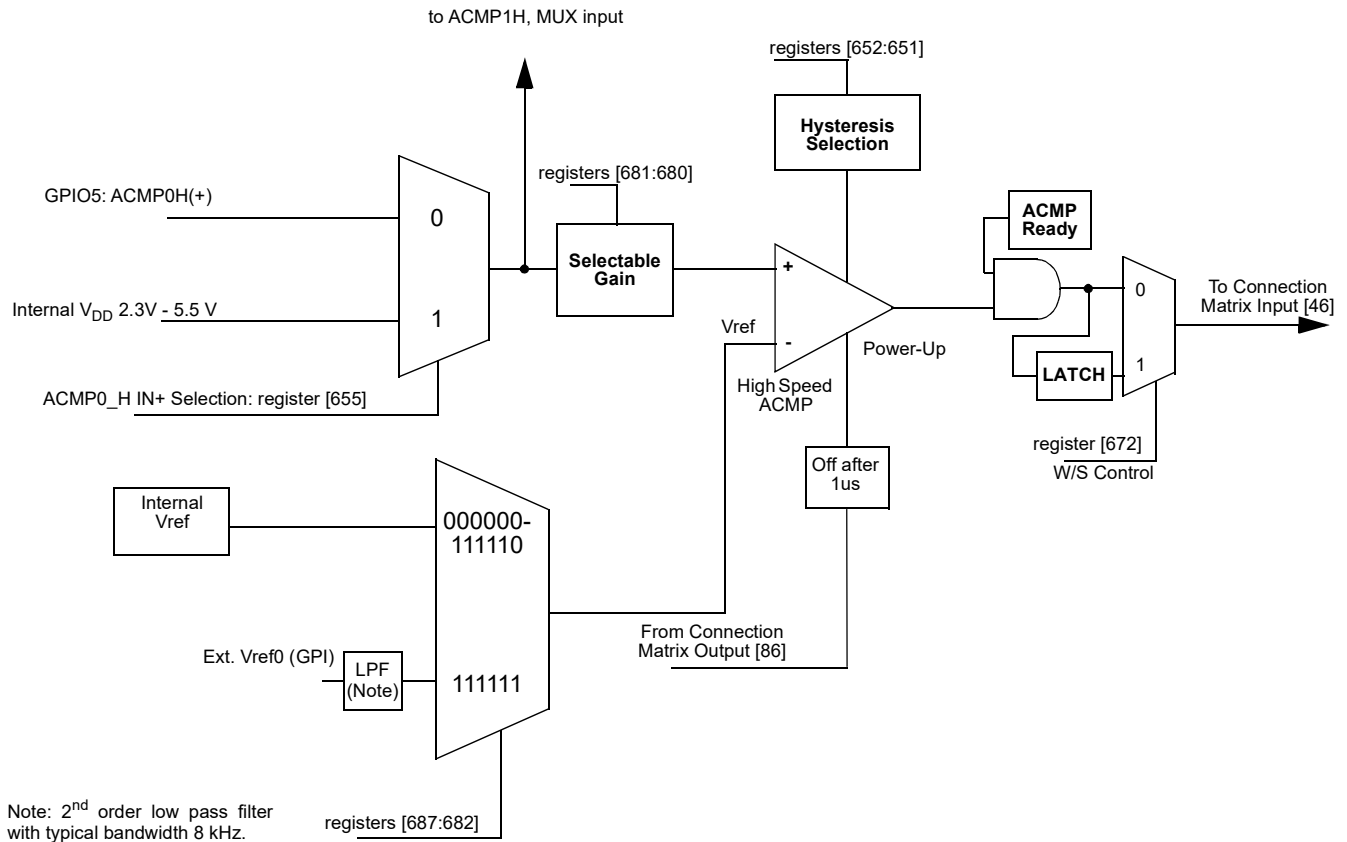 to ACMP1H, MUX input
registers [652:651]
Hysteresis
Selection
registers [681:680]
GPIO5: ACMP0H(+)
0
Selectable
Gain
+
ACMP
Ready
0
To Connection
Matrix Input [46]
Internal VDD 2.3V - 5.5 V
1
Vref
-
Power-Up
LATCH
1
High Speed
ACMP
ACMP0_H IN+ Selection: register [655]
register [672]
W/S Control
Off after
1us
Internal
Vref
000000-
111110
From Connection
Matrix Output [86]
Ext. Vref0 (GPI)
LPF
(Note)
111111
Note: 2nd order low pass filter
with typical bandwidth 8 kHz.
registers [687:682]